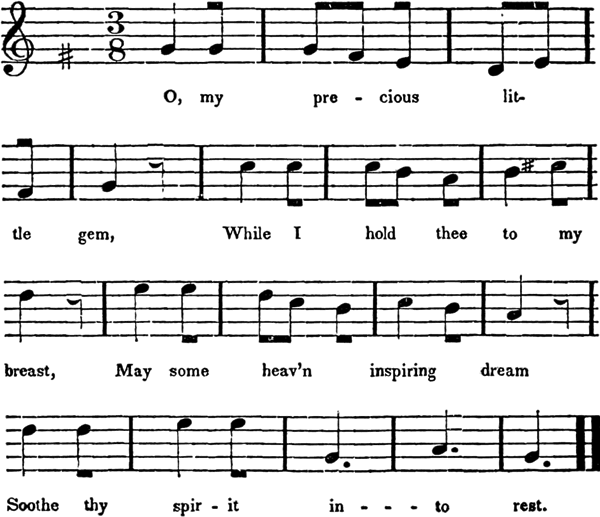 3
8
O, my pre - cious lit-
tle gem, While I hold thee to my
breast, May some heav'n inspiring dream
Soothe thy spir - it in - - - to rest.